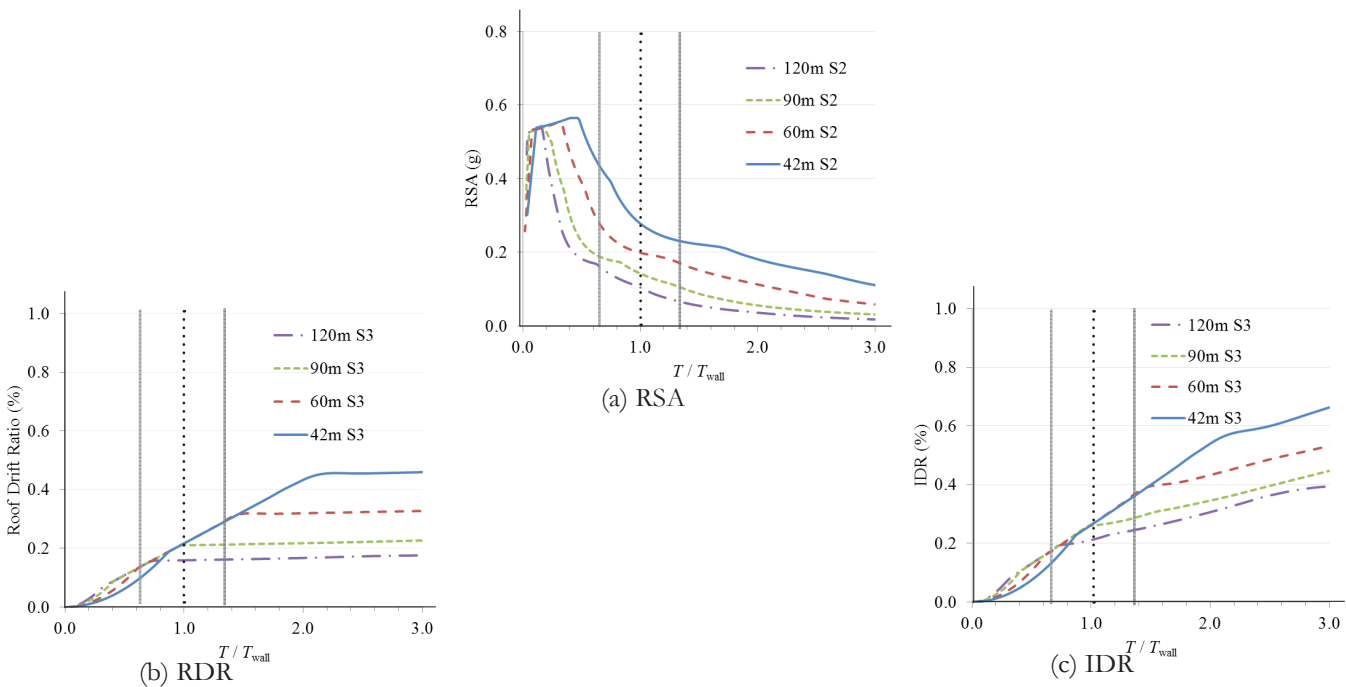 0.8
0.6
0.4
0.2
0.0
RSA (g)
120m S2
90m S2
60m S2
42m S2
0.0 1.0 2.0 3.0
T / Twall
(a) RSA
1.0
0.8
0.6
0.4
0.2
0.0
Roof Drift Ratio (%)
120m S3
90m S3
60m S3
42m S3
0.0 1.0 2.0 3.0
T / Twall
(b) RDR
1.0
0.8
0.6
0.4
0.2
0.0
IDR (%)
120m S3
90m S3
60m S3
42m S3
0.0 1.0 2.0 3.0
T / Twall
(c) IDR